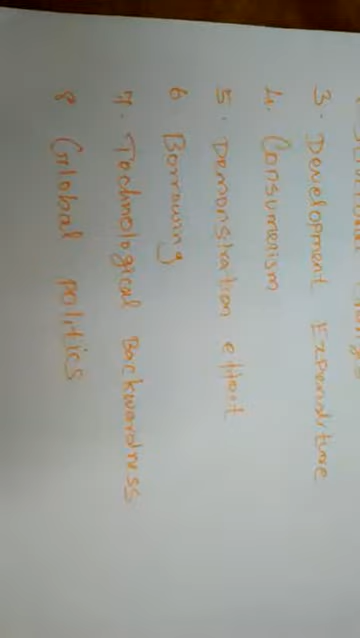 3. Development Expenditure
4. Consumerism
5. Demonstration effect
6 Borrowing
7. Technological Backwardness
8 Global politics